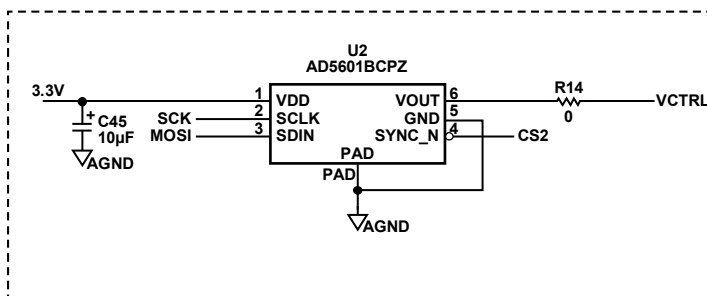 U2
AD5601BCPZ
3.3V
1 VDD
VOUT 6
R14
0
VCTRL
SCK 2 SCLK
GND 5
MOSI 3 SDIN
SYNC_N 4
CS2
+
C45
10µF
AGND
PAD
PAD
AGND